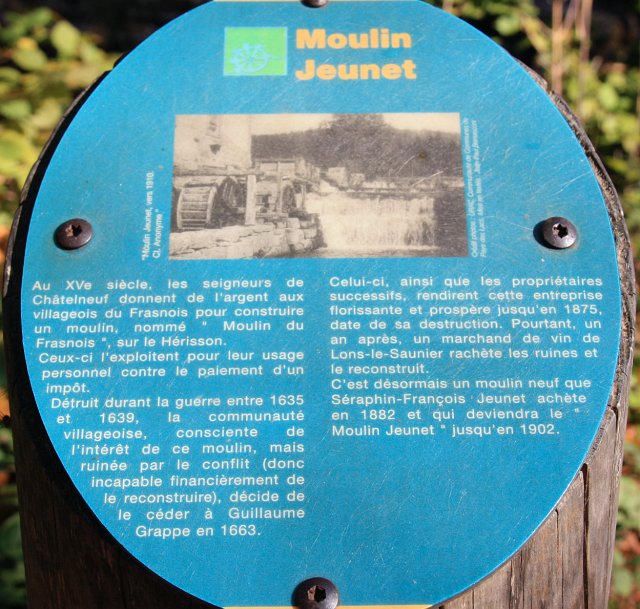 Moulin
Jeunet
"Moulin Jeunet, vers 1910.
Cl. Anonyme."
Au XVe siècle, les seigneurs de
Châtelneuf donnent de l'argent aux
villageois du Frasnois pour construire
un moulin, nommé " Moulin du
Frasnois ", sur le Hérisson.
Ceux-ci l'exploitent pour leur usage
personnel contre le paiement d'un
impôt.
Détruit durant la guerre entre 1635
et 1639, la communauté
villageoise, consciente de
l'intérêt de ce moulin, mais
ruinée par le conflit (donc
incapable financièrement de
le reconstruire), décide de
le céder à Guillaume
Grappe en 1663.
Celui-ci, ainsi que les propriétaires
successifs, rendirent cette entreprise
florissante et prospère jusqu'en 1875,
date de sa destruction. Pourtant, un
an après, un marchand de vin de
Lons-le-Saunier rachète les ruines et
le reconstruit.
C'est désormais un moulin neuf que
Séraphin-François Jeunet achète
en 1882 et qui deviendra le "
Moulin Jeunet " jusqu'en 1902.